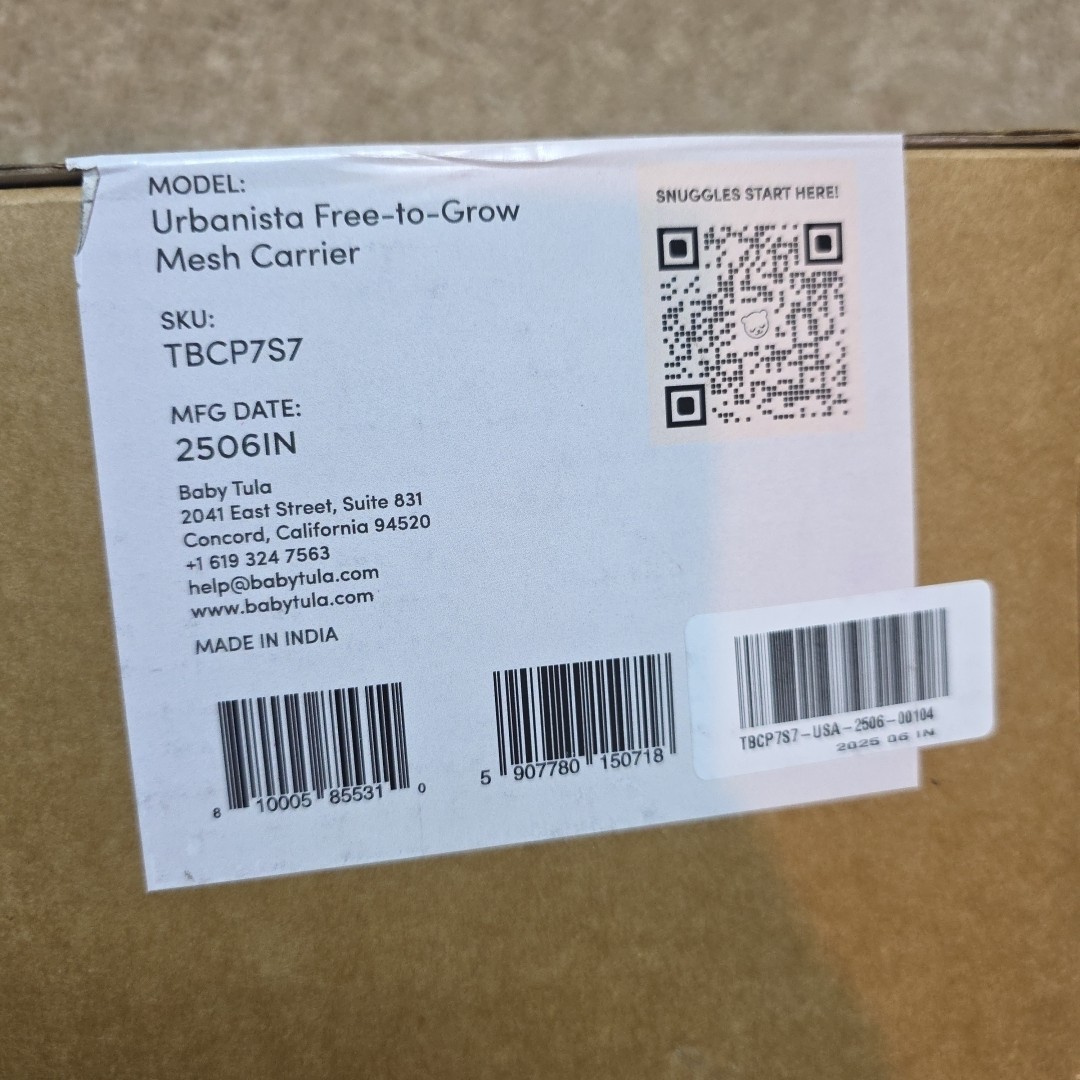 MODEL:
Urbanista Free-to-Grow
Mesh Carrier
SKU:
TBCP7S7
MFG DATE:
2506IN
Baby Tula
2041 East Street, Suite 831
Concord, California 94520
+1 619 324 7563
help@babytula.com
www.babytula.com
MADE IN INDIA
SNUGGLES START HERE!
8 10005 85531 0
5 907780 150718
TBCP7S7-USA-2506-00104
2025 06 IN